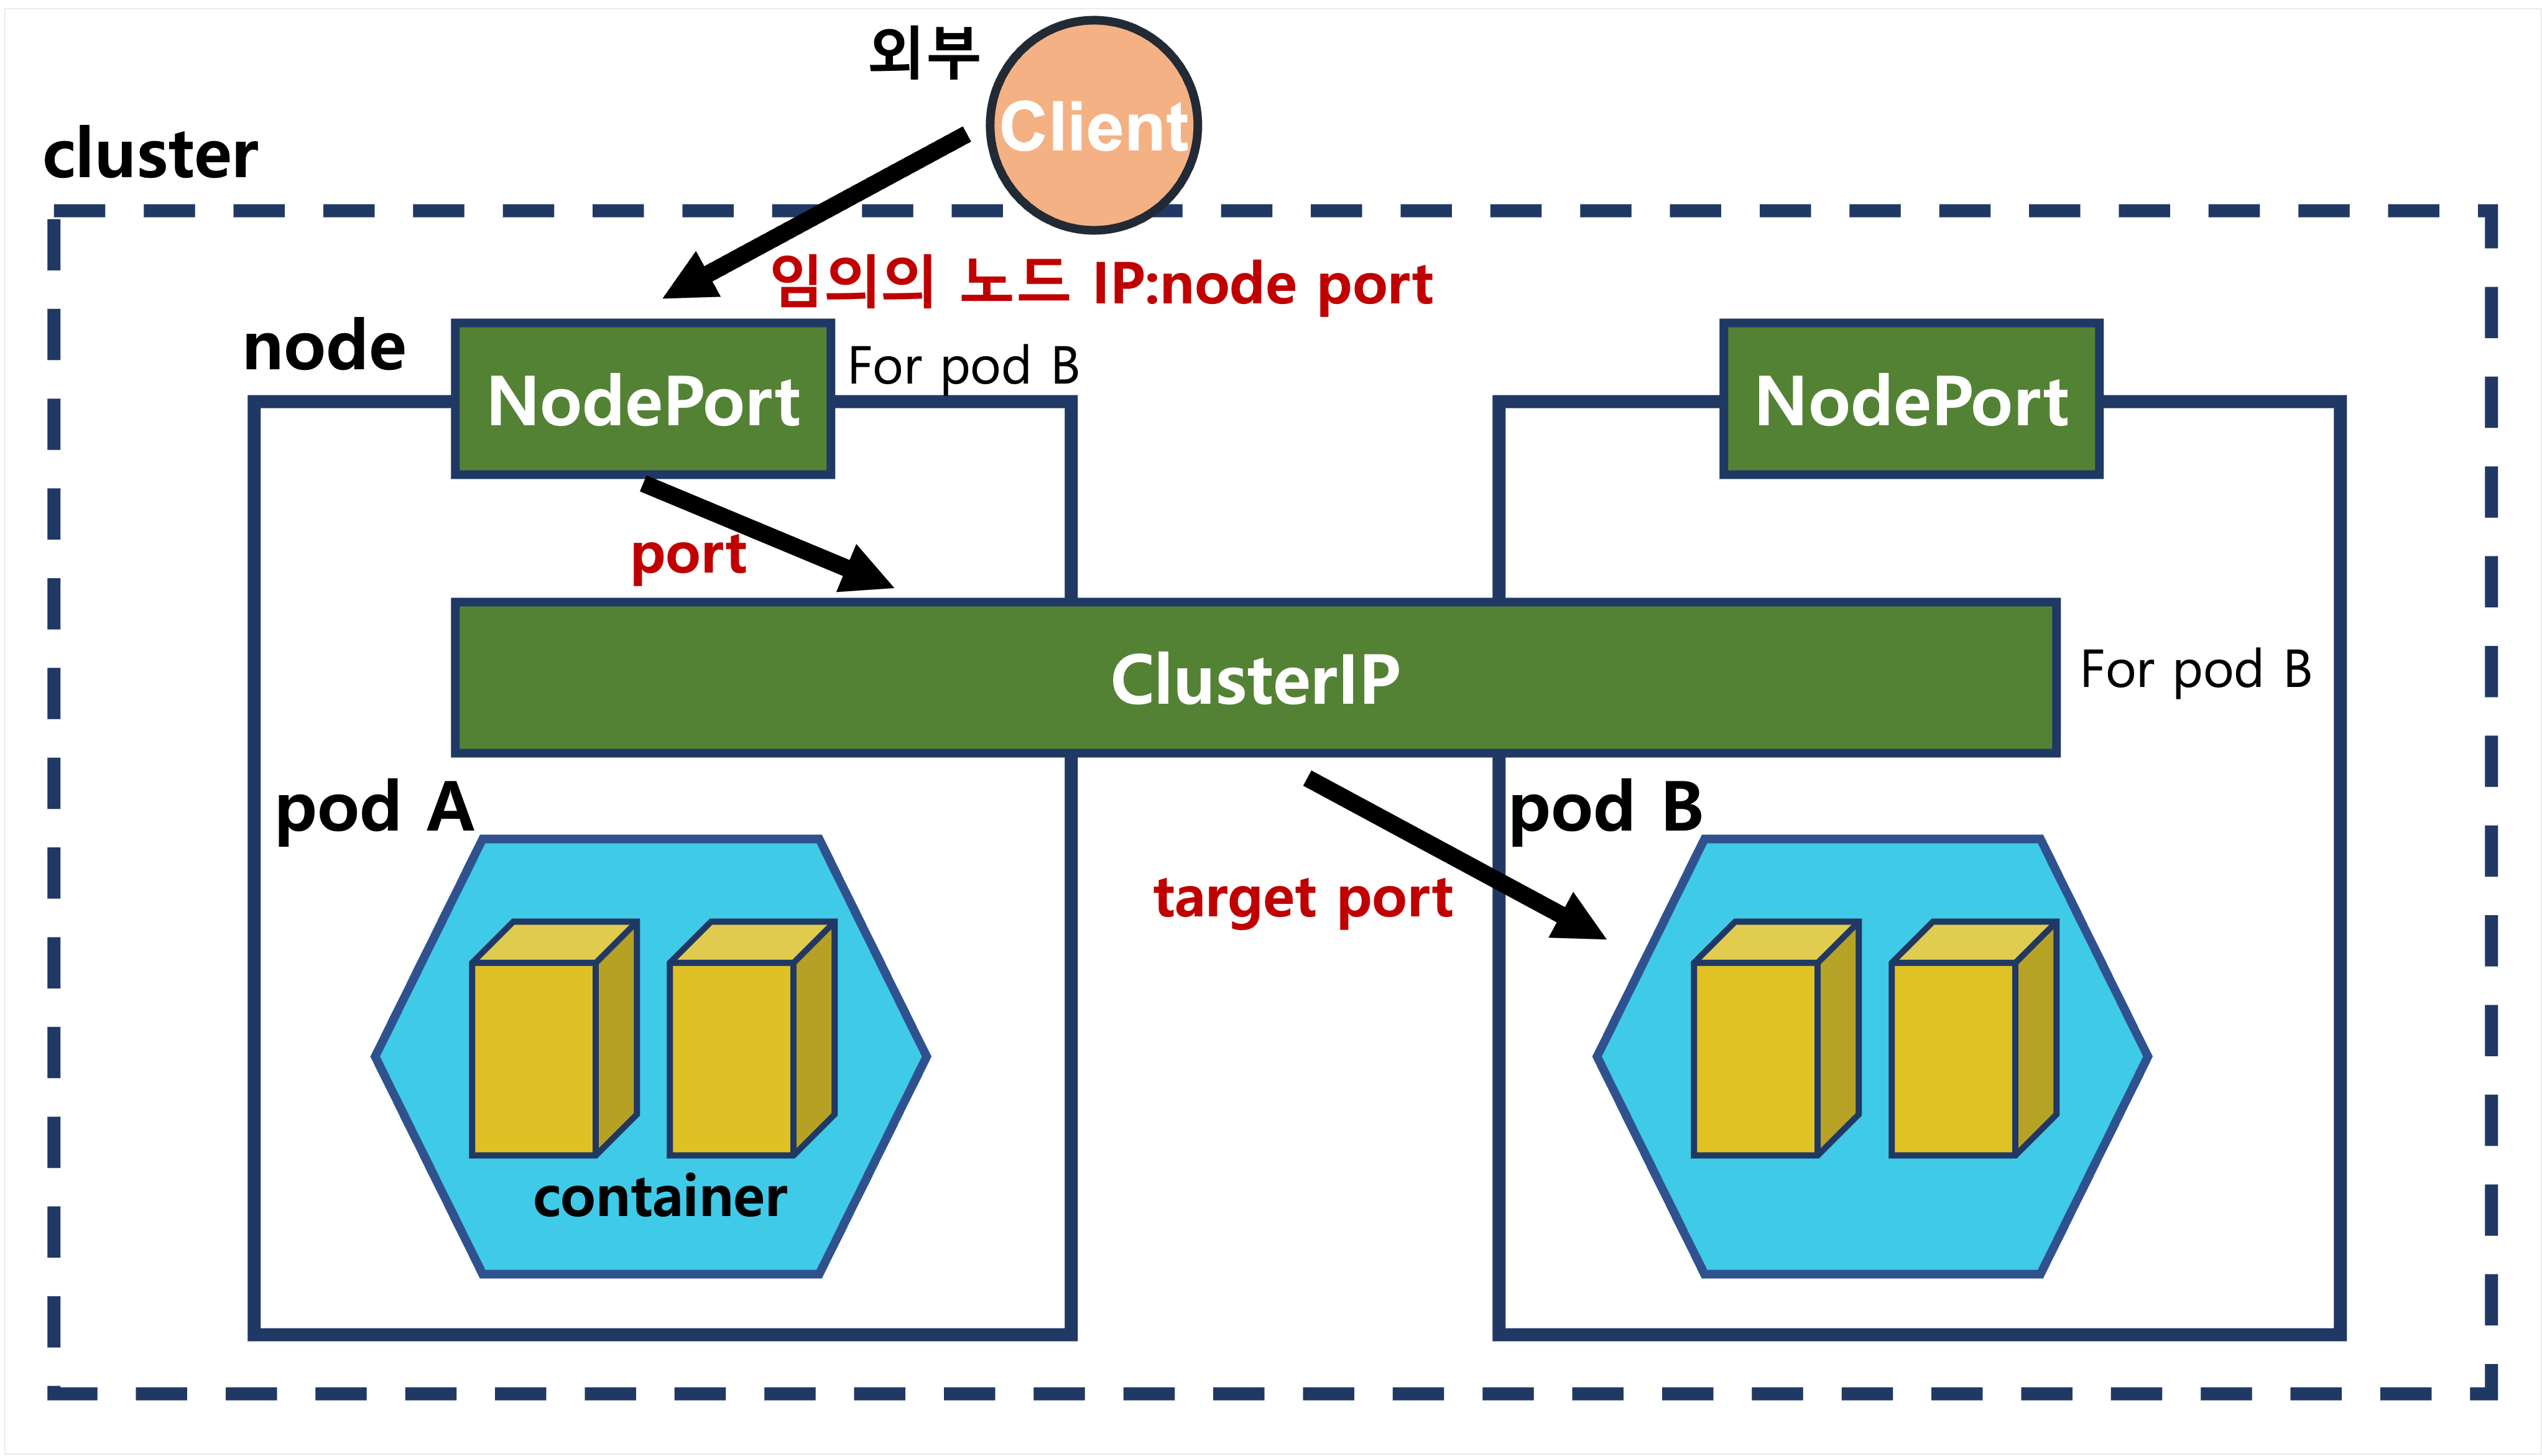 외부
Client
cluster
임의의 노드 IP:node port
node
NodePort
For pod B
NodePort
port
ClusterIP
For pod B
pod A
pod B
target port
container